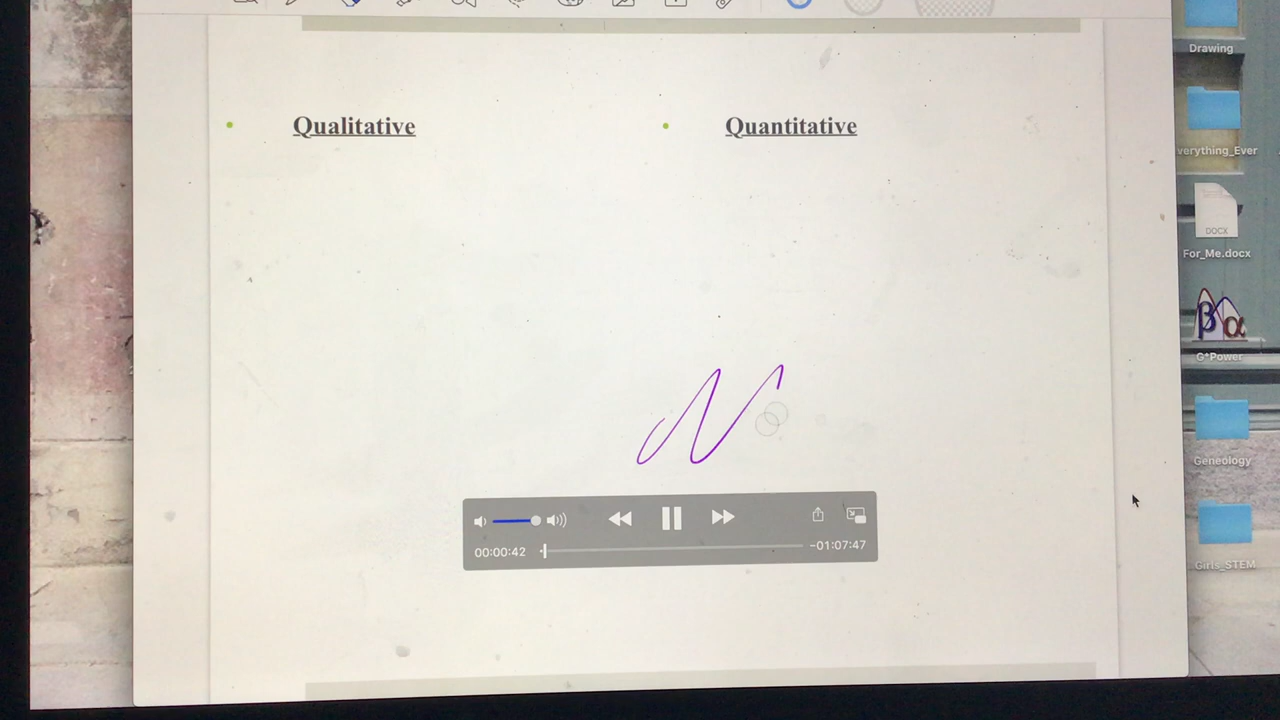 Drawing
Qualitative
Quantitative
verything_Ever
DOCX
For_Me.docx
β α
G*Power
N
00:00:42
-01:07:47
Geneology
Girls_STEM